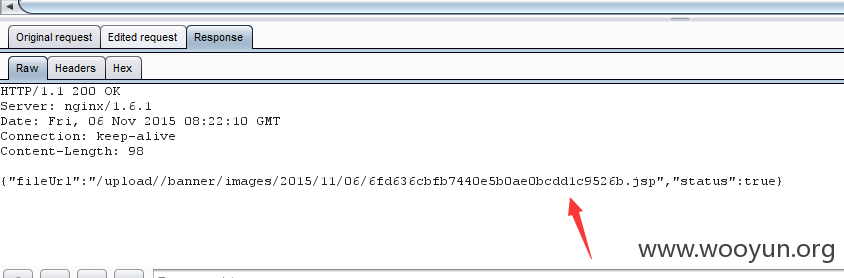 Original request Edited request Response
Raw Headers Hex
HTTP/1.1 200 OK
Server: nginx/1.6.1
Date: Fri, 06 Nov 2015 08:22:10 GMT
Connection: keep-alive
Content-Length: 98
{"fileUrl":"/upload//banner/images/2015/11/06/6fd636cbfb7440e5b0ae0bcdd1c9526b.jsp","status":true}
www.wooyun.org